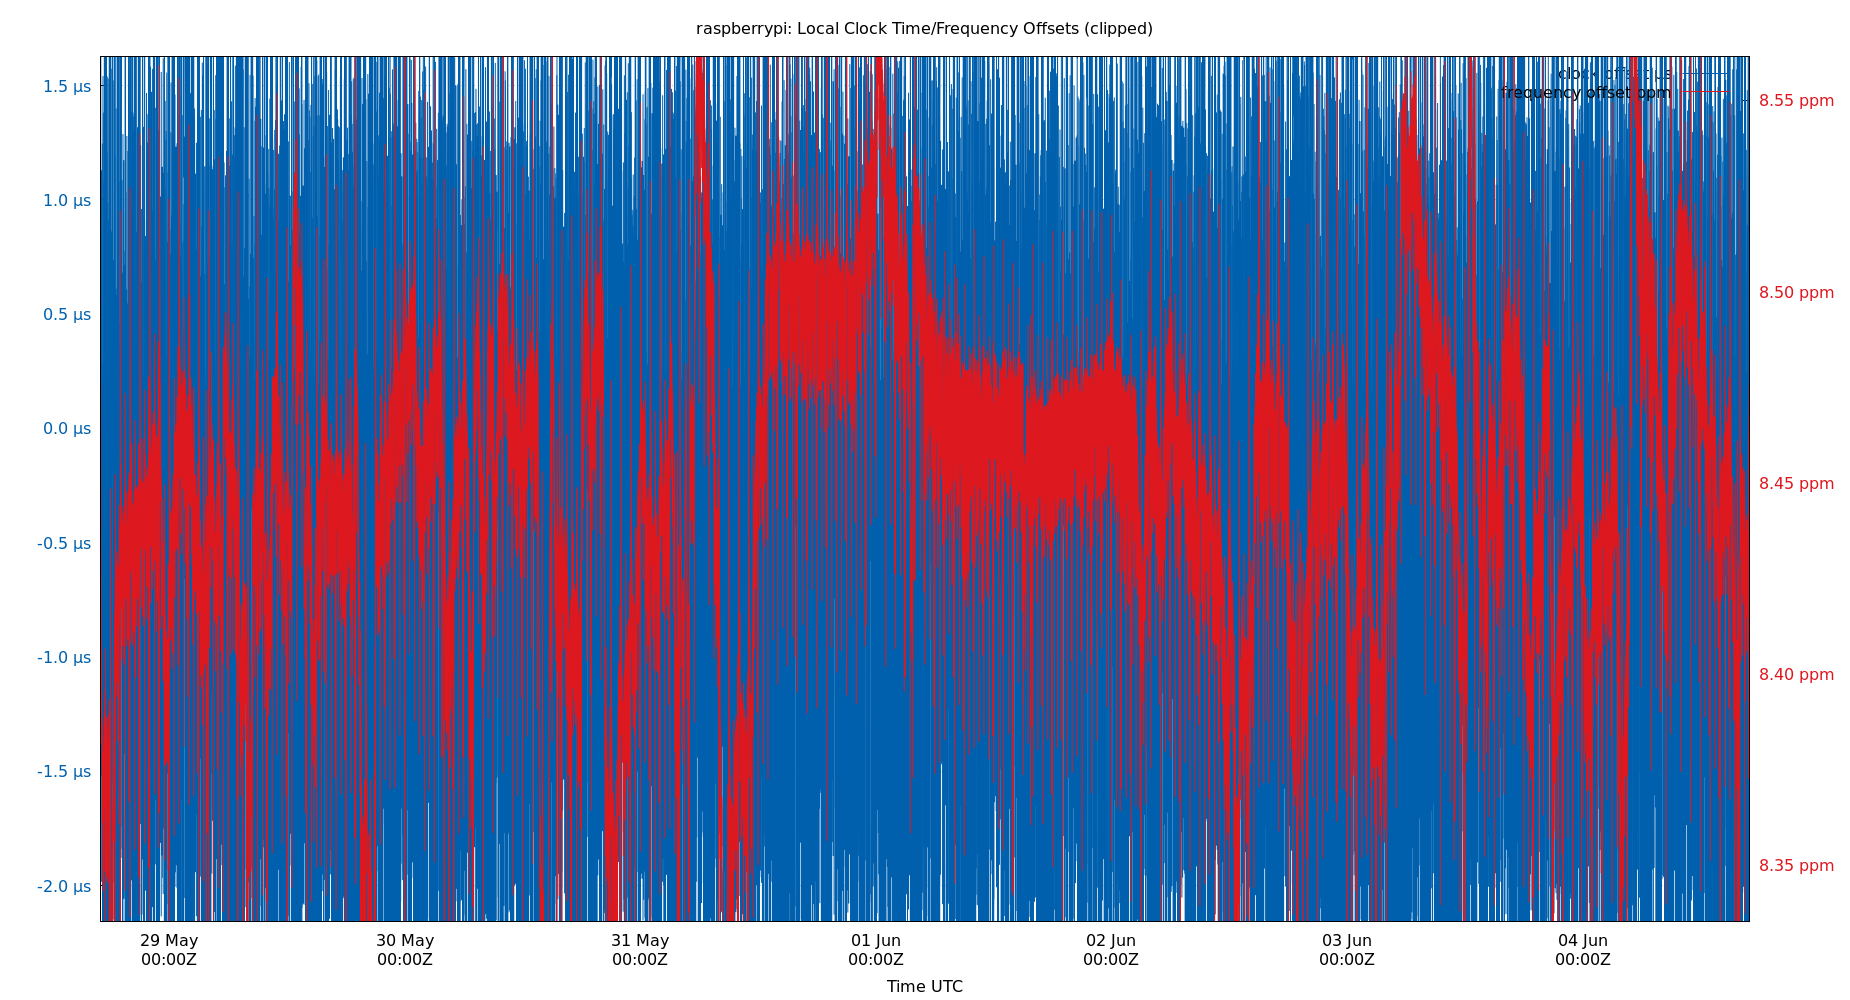 raspberrypi: Local Clock Time/Frequency Offsets (clipped)
clock offset μs
frequency offset ppm
1.5 μs
1.0 μs
0.5 μs
0.0 μs
-0.5 μs
-1.0 μs
-1.5 μs
-2.0 μs
8.55 ppm
8.50 ppm
8.45 ppm
8.40 ppm
8.35 ppm
29 May
00:00Z
30 May
00:00Z
31 May
00:00Z
01 Jun
00:00Z
02 Jun
00:00Z
03 Jun
00:00Z
04 Jun
00:00Z
Time UTC